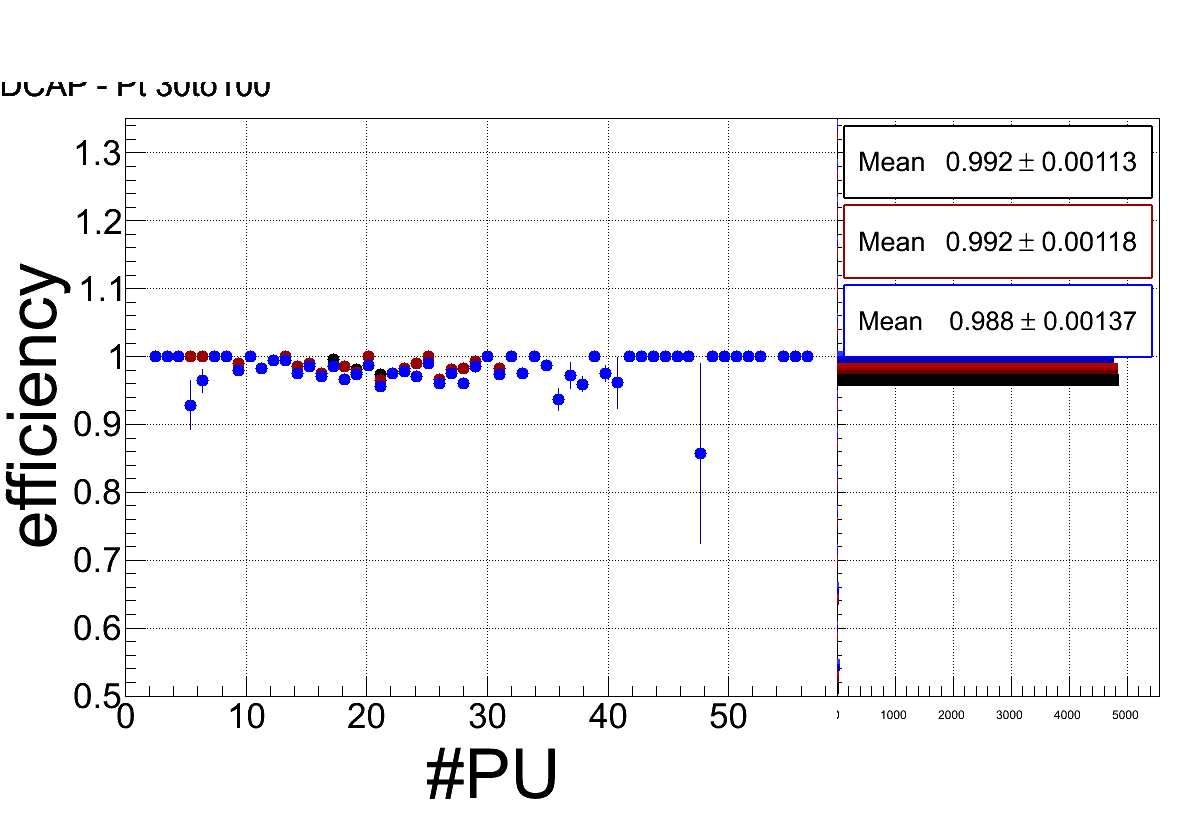 DCAP - Pt 30to100
1.3
1.2
1.1
1
0.9
0.8
0.7
0.6
0.5
efficiency
0 10 20 30 40 50
#PU
Mean 0.992 ± 0.00113
Mean 0.992 ± 0.00118
Mean 0.988 ± 0.00137
1000 2000 3000 4000 5000